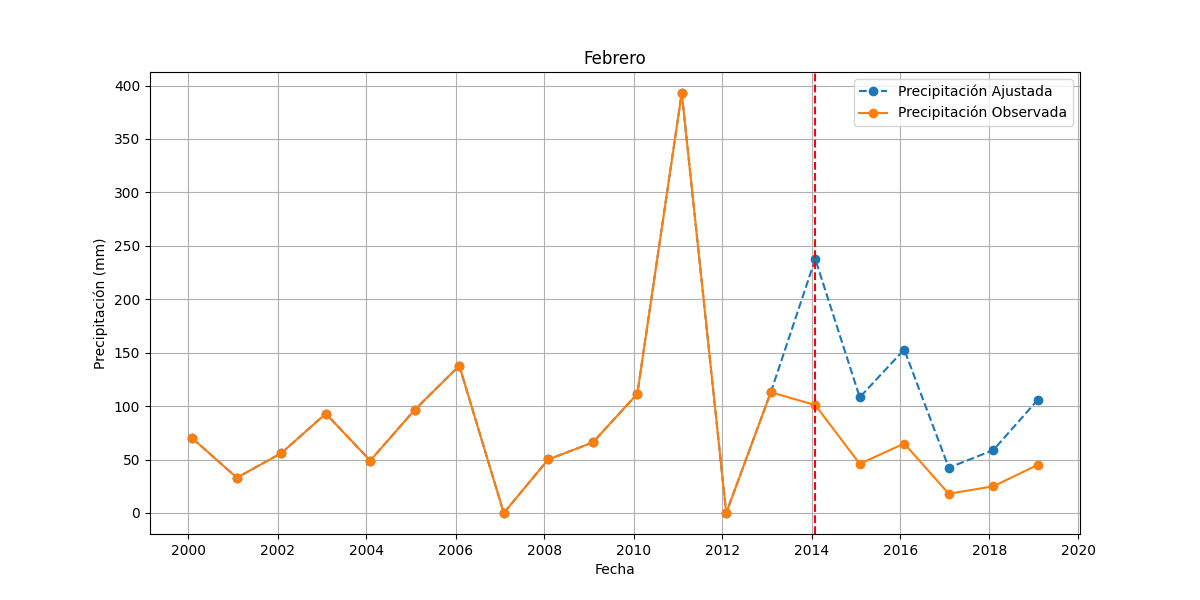 Febrero
400
350
300
250
200
150
100
50
0
Precipitación (mm)
Precipitación Ajustada
Precipitación Observada
2000 2002 2004 2006 2008 2010 2012 2014 2016 2018 2020
Fecha